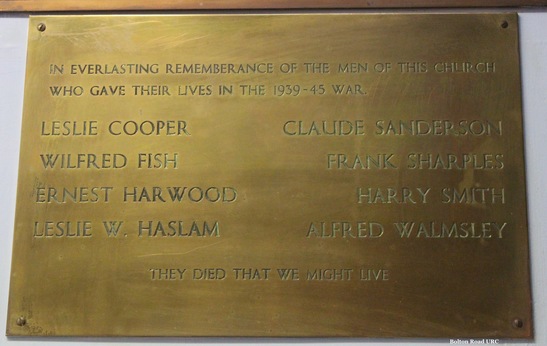 IN EVERLASTING REMEMBERANCE OF THE MEN OF THIS CHURCH
WHO GAVE THEIR LIVES IN THE 1939-45 WAR.
LESLIE COOPER CLAUDE SANDERSON
WILFRED FISH FRANK SHARPLES
ERNEST HARWOOD HARRY SMITH
LESLIE W. HASLAM ALFRED WALMSLEY
THEY DIED THAT WE MIGHT LIVE
Bolton Road URC